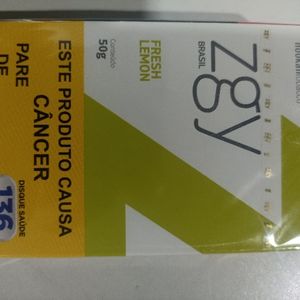 zgy
BRASIL
FRESH
LEMON
Conteúdo
50g
ESTE PRODUTO CAUSA
CÂNCER
PARE
DE
DISQUE SAÚDE
136